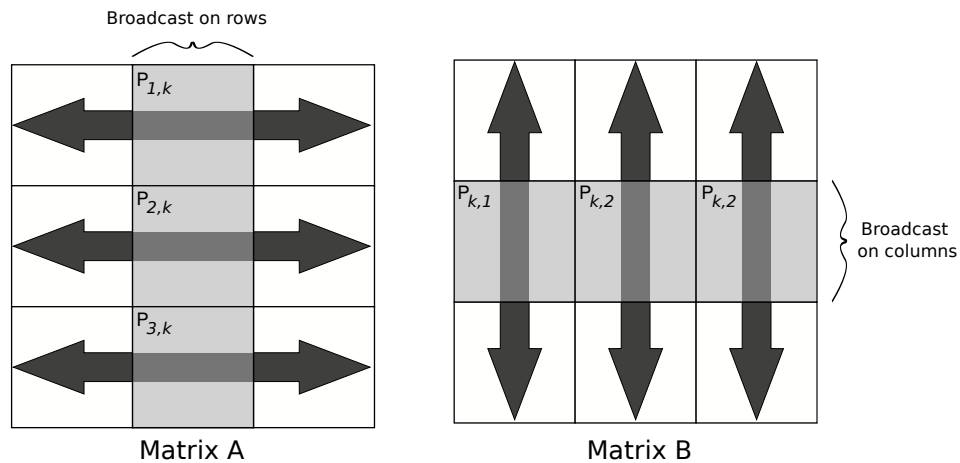 Broadcast on rows
P1,k
P2,k
P3,k
Matrix A
Pk,1
Pk,2
Pk,2
Broadcast
on columns
Matrix B